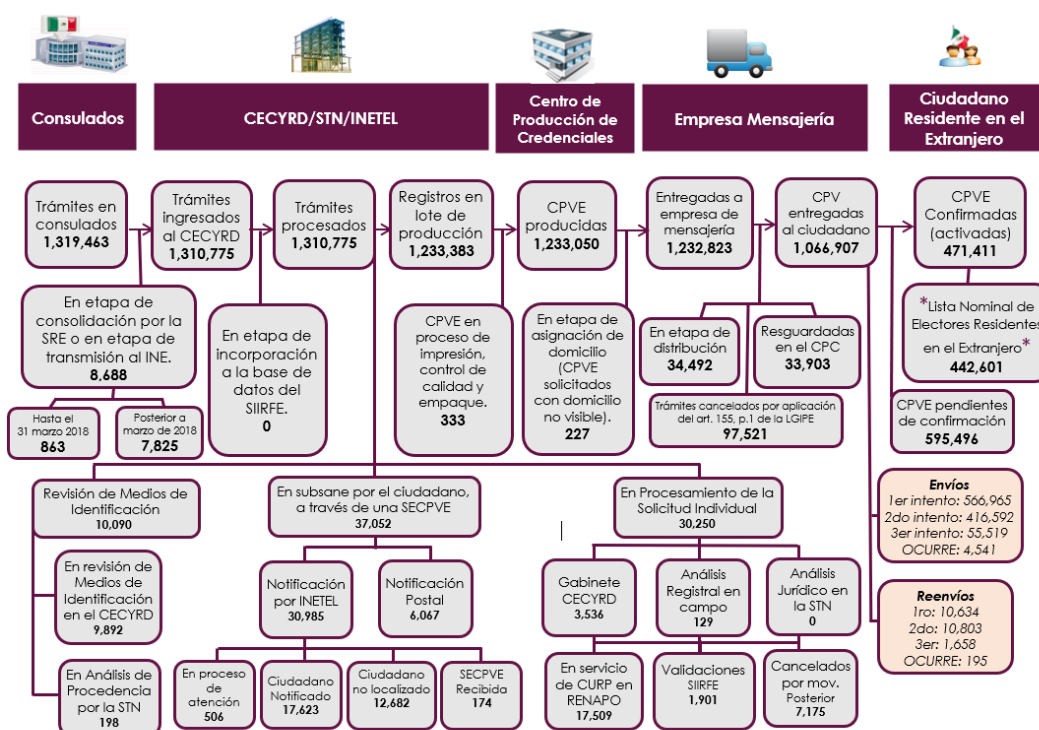 Consulados
CECYRD/STN/INETEL
Centro de
Producción de
Credenciales
Empresa Mensajería
Ciudadano
Residente en el
Extranjero
Trámites en
consulados
1,319,463
Trámites
ingresados
al CECYRD
1,310,775
Trámites
procesados
1,310,775
Registros en
lote de
producción
1,233,383
CPVE
producidas
1,233,050
Entregadas a
empresa de
mensajería
1,232,823
CPV
entregadas
al ciudadano
1,066,907
CPVE
Confirmadas
(activadas)
471,411
En etapa de
consolidación por la
SRE o en etapa de
transmisión al INE.
8,688
Hasta el
31 marzo 2018
863
Posterior a
marzo de 2018
7,825
En etapa de
incorporación
a la base de
datos del
SIIRFE.
0
CPVE en
proceso de
impresión,
control de
calidad y
empaque.
333
En etapa de
asignación de
domicilio
(CPVE
solicitados
con domicilio
no visible).
227
En etapa de
distribución
34,492
Resguardadas
en el CPC
33,903
Trámites cancelados por aplicación
del art. 155, p.1 de la LGIPE
97,521
*Lista Nominal de
Electores Residentes
en el Extranjero*
442,601
CPVE pendientes
de confirmación
595,496
Revisión de Medios de
Identificación
10,090
En revisión de
Medios de
Identificación
en el CECYRD
9,892
En Análisis de
Procedencia
por la STN
198
En subsane por el ciudadano,
a través de una SECPVE
37,052
Notificación
por INETEL
30,985
Notificación
Postal
6,067
En proceso
de
atención
506
Ciudadano
Notificado
17,623
Ciudadano
no localizado
12,682
SECPVE
Recibida
174
En Procesamiento de la
Solicitud Individual
30,250
Gabinete
CECYRD
3,536
Análisis
Registral en
campo
129
Análisis
Jurídico en
la STN
0
En servicio
de CURP en
RENAPO
17,509
Validaciones
SIIRFE
1,901
Cancelados
por mov.
Posterior
7,175
Envíos
1er intento: 566,965
2do intento: 416,592
3er intento: 55,519
OCURRE: 4,541
Reenvíos
1ro: 10,634
2do: 10,803
3er: 1,658
OCURRE: 195